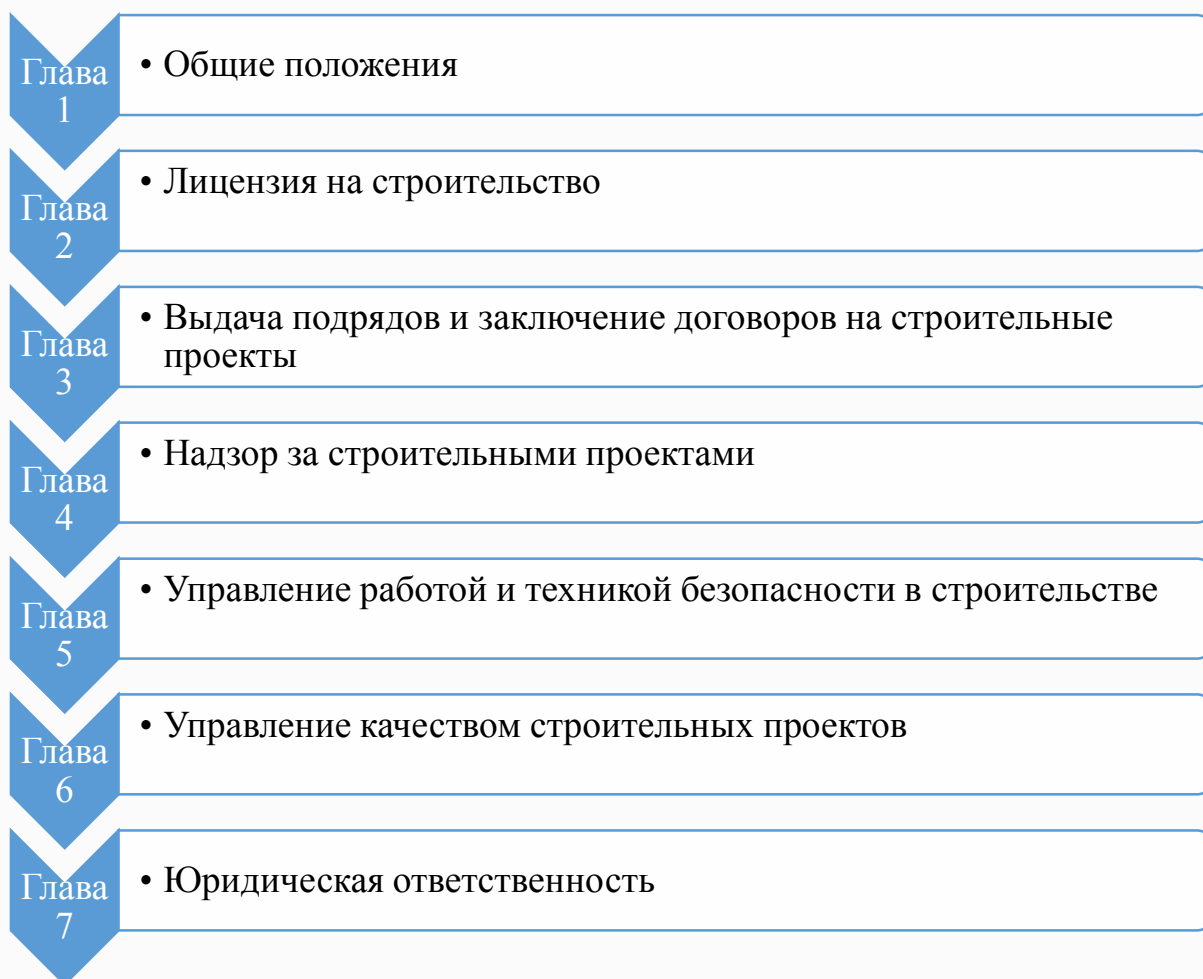 Глава
1
• Общие положения
Глава
2
• Лицензия на строительство
Глава
3
• Выдача подрядов и заключение договоров на строительные
проекты
Глава
4
• Надзор за строительными проектами
Глава
5
• Управление работой и техникой безопасности в строительстве
Глава
6
• Управление качеством строительных проектов
Глава
7
• Юридическая ответственность